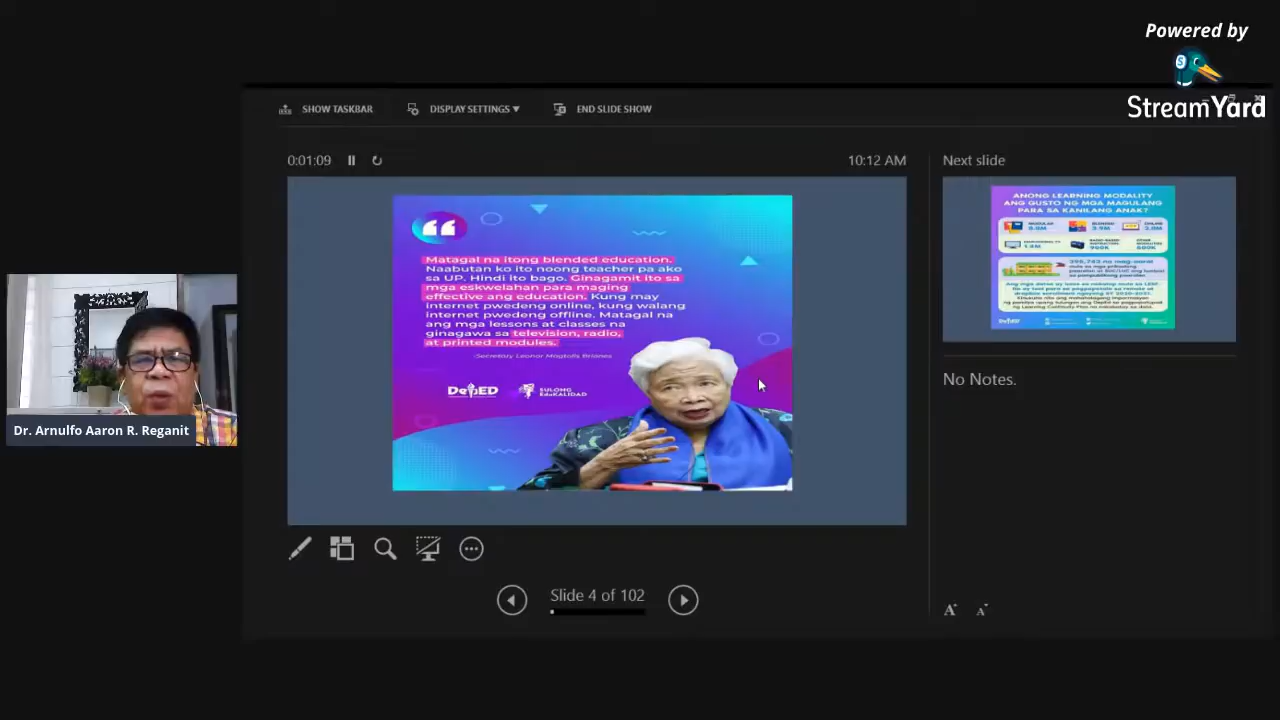 Powered by
StreamYard
SHOW TASKBAR
DISPLAY SETTINGS
END SLIDE SHOW
0:01:09
10:12 AM
Next slide
Matagal na itong blended education.
Naabutan ko ito noong teacher pa ako
sa UP. Hindi ito bago. Ginagamit ito sa
mga eskwelahan para maging
effective ang education. Kung may
internet pwedeng online, kung walang
internet pwedeng offline. Matagal na
ang mga lessons at classes na
ginagawa sa television, radio,
at printed modules.
-Secretary Leonor Magtolis Briones
DepED
SULONG
EduKALIDAD
ANONG LEARNING MODALITY
ANG GUSTO NG MGA MAGULANG
PARA SA KANILANG ANAK?
MODULAR
BLENDED
ONLINE
DepED
No Notes.
Dr. Arnulfo Aaron R. Reganit
Slide 4 of 102